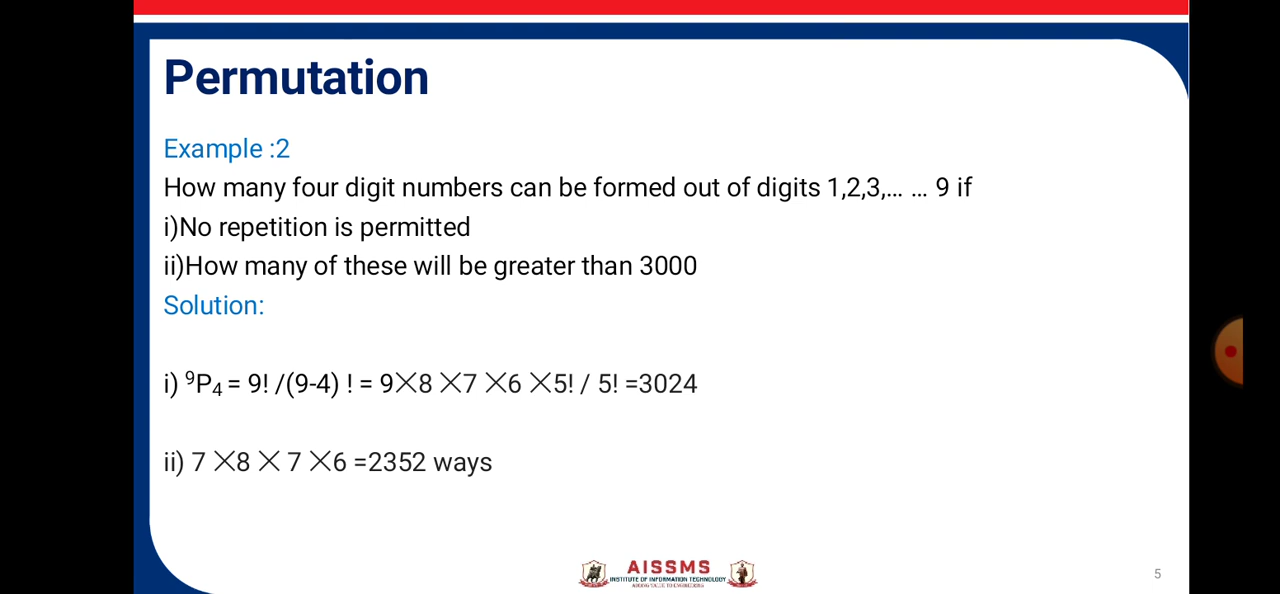 Permutation
Example :2
How many four digit numbers can be formed out of digits 1,2,3,... ... 9 if
i)No repetition is permitted
ii)How many of these will be greater than 3000
Solution:
i) ⁹P₄ = 9! /(9-4) ! = 9×8 ×7 ×6 ×5! / 5! =3024
ii) 7 ×8 × 7 ×6 =2352 ways
AISSMS
INSTITUTE OF INFORMATION TECHNOLOGY
5